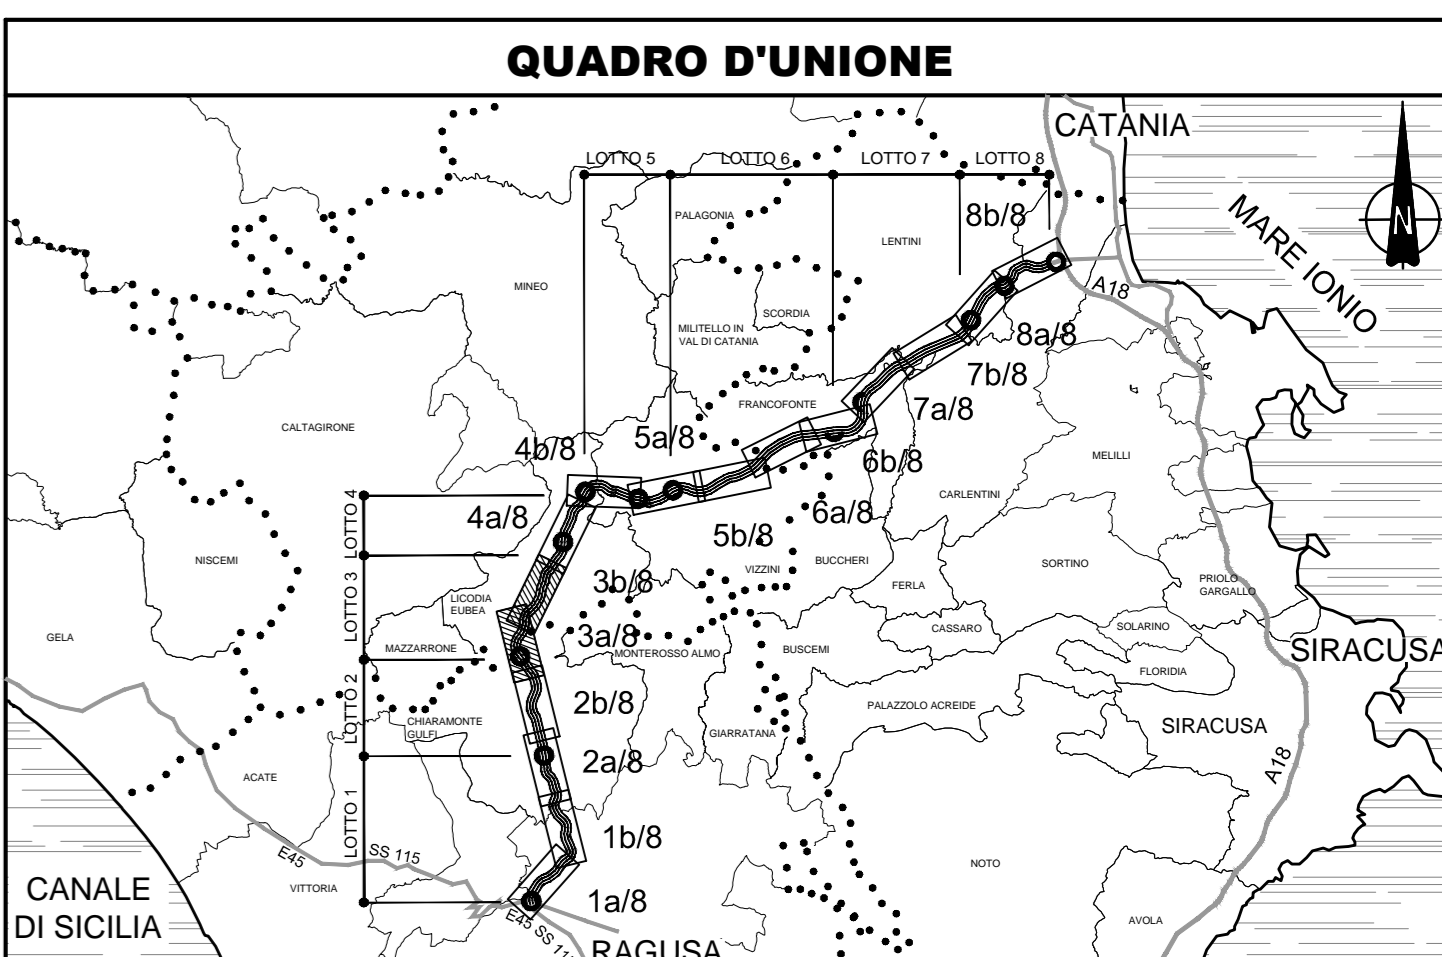 QUADRO D'UNIONE
CATANIA
LOTTO 5
LOTTO 6
LOTTO 7
LOTTO 8
N
MARE IONIO
PALAGONIA
8b/8
LENTINI
MINEO
A18
SCORDIA
MILITELLO IN
VAL DI CATANIA
8a/8
7b/8
FRANCOFONTE
7a/8
CALTAGIRONE
4b/8
5a/8
6b/8
MELILLI
CARLENTINI
4a/8
6a/8
LOTTO 4
5b/8
NISCEMI
VIZZINI
BUCCHERI
SORTINO
3b/8
FERLA
PRIOLO
GARGALLO
LICODIA
EUBEA
LOTTO 3
GELA
3a/8
CASSARO
SOLARINO
MAZZARRONE
MONTEROSSO ALMO
BUSCEMI
SIRACUSA
FLORIDIA
LOTTO 2
2b/8
PALAZZOLO ACREIDE
CHIARAMONTE
GULFI
GIARRATANA
SIRACUSA
2a/8
A18
ACATE
LOTTO 1
1b/8
E45
SS 115
NOTO
VITTORIA
CANALE
DI SICILIA
1a/8
E45 SS
AVOLA
RAGUSA